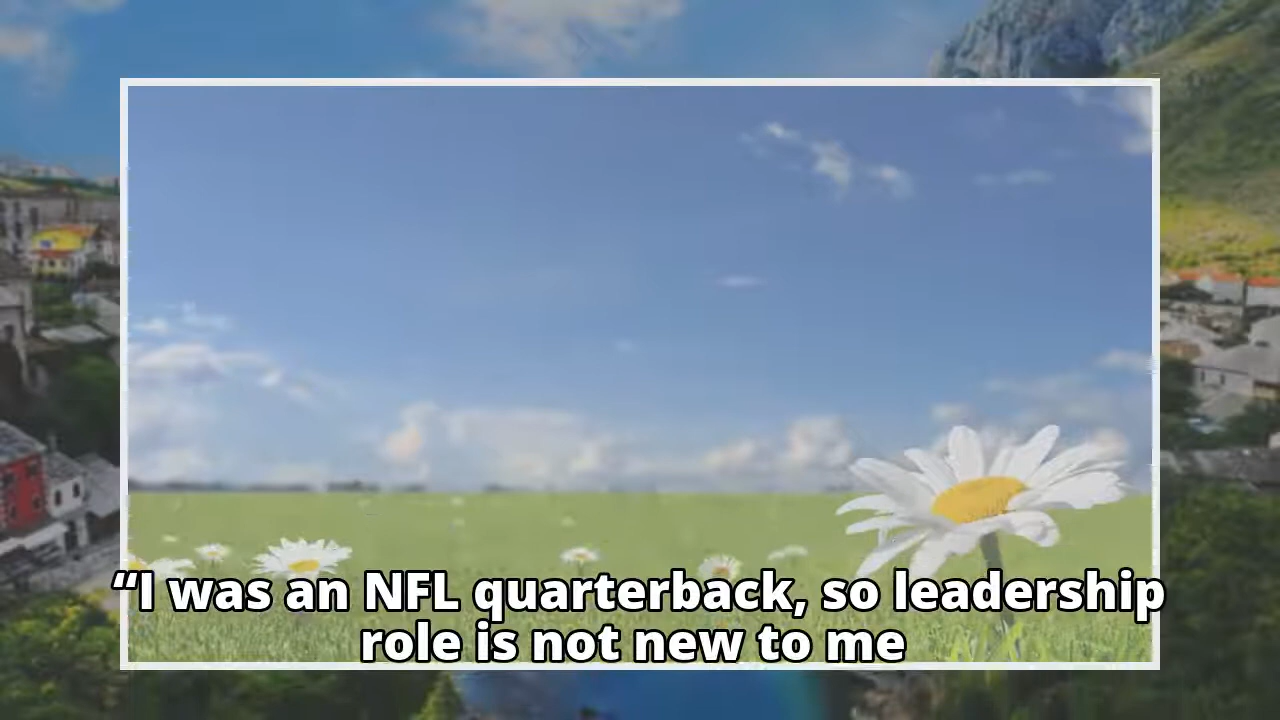 “I was an NFL quarterback, so leadership
role is not new to me